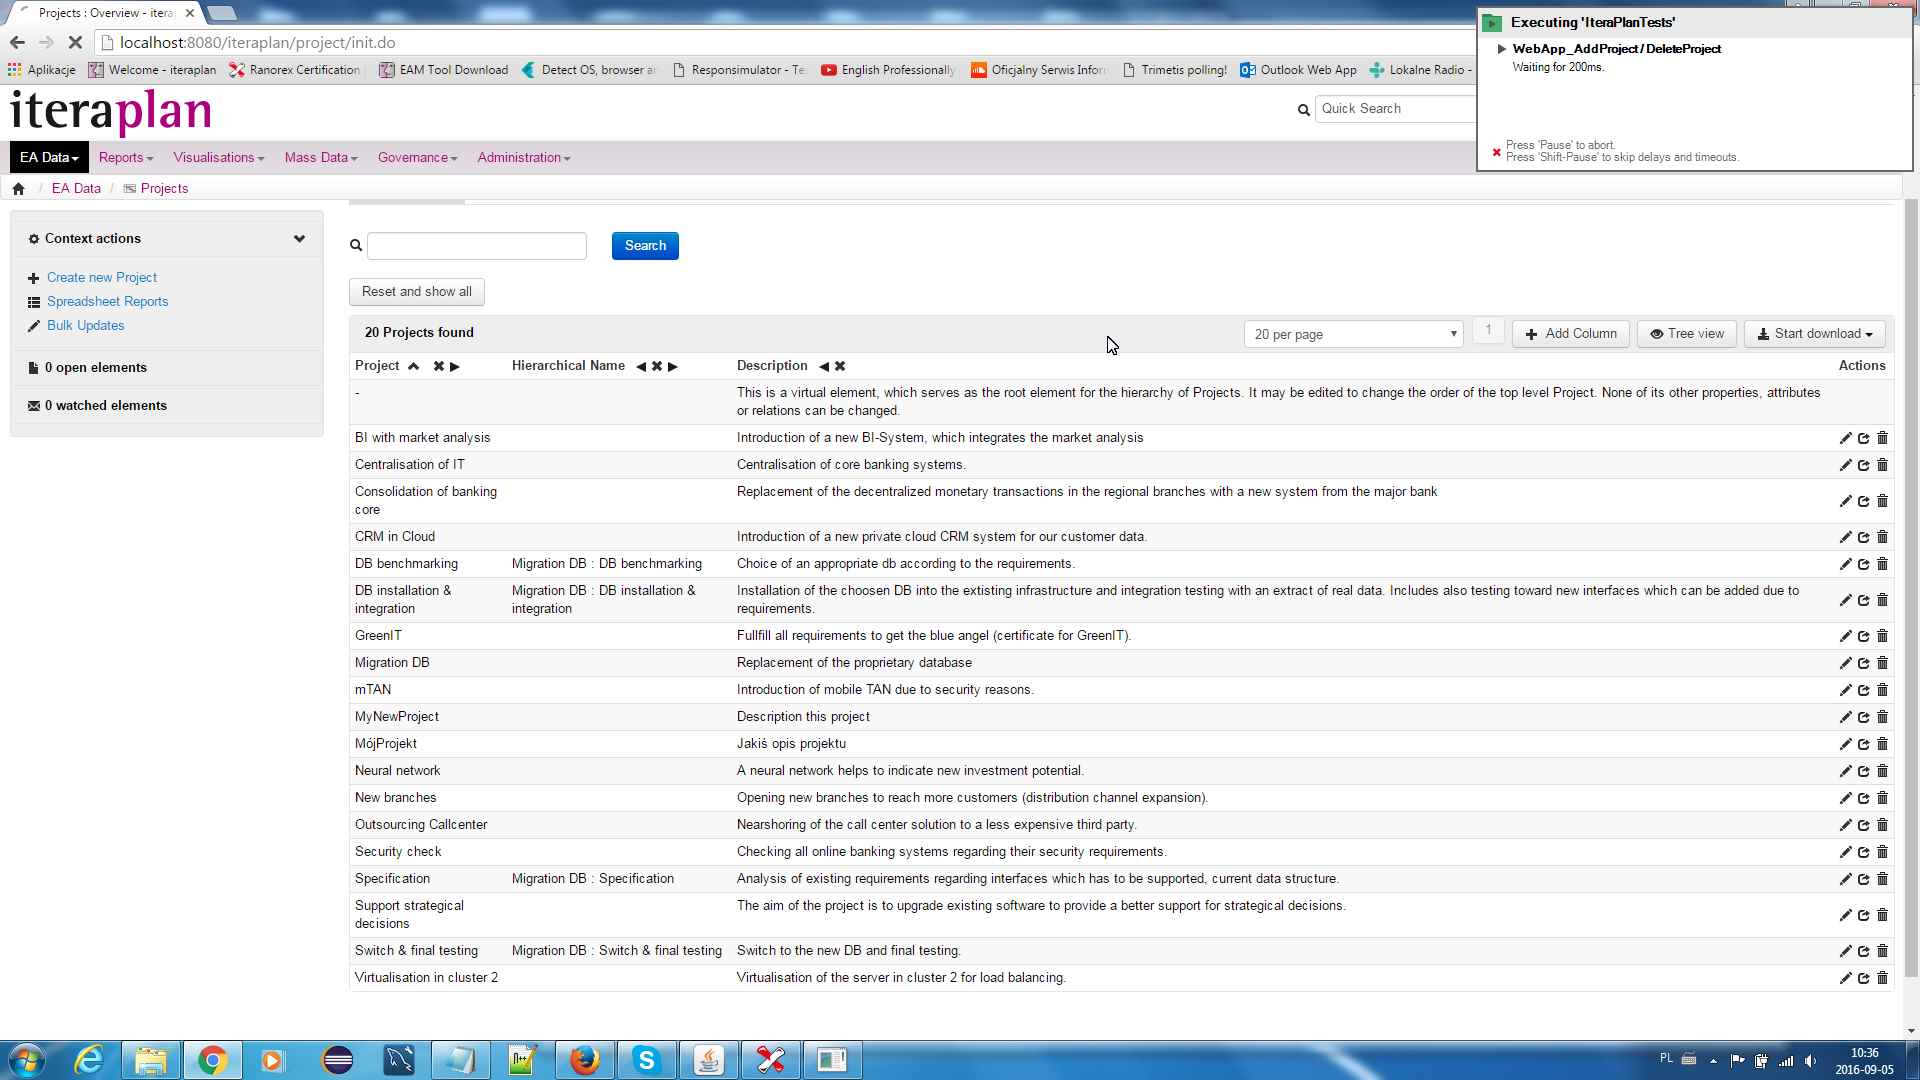 Projects : Overview - itera
localhost:8080/iteraplan/project/init.do
Aplikacje
Welcome - iteraplan
Ranorex Certification
EAM Tool Download
Detect OS, browser a
Responsimulator - Te
English Professionally
Oficjalny Serwis Infor
Trimetis polling!
Outlook Web App
Lokalne Radio -
Executing 'IteraPlanTests'
WebApp_AddProject / DeleteProject
Waiting for 200ms.
Press 'Pause' to abort.
Press 'Shift-Pause' to skip delays and timeouts.
iteraplan
Quick Search
EA Data Reports Visualisations Mass Data Governance Administration
/ EA Data / Projects
Context actions
Create new Project
Spreadsheet Reports
Bulk Updates
0 open elements
0 watched elements
Search
Reset and show all
20 Projects found
20 per page
1
Add Column
Tree view
Start download
Project Hierarchical Name Description Actions
- This is a virtual element, which serves as the root element for the hierarchy of Projects. It may be edited to change the order of the top level Project. None of its other properties, attributes
or relations can be changed.
BI with market analysis Introduction of a new BI-System, which integrates the market analysis
Centralisation of IT Centralisation of core banking systems.
Consolidation of banking Replacement of the decentralized monetary transactions in the regional branches with a new system from the major bank
core
CRM in Cloud Introduction of a new private cloud CRM system for our customer data.
DB benchmarking Migration DB : DB benchmarking Choice of an appropriate db according to the requirements.
DB installation & Migration DB : DB installation & Installation of the choosen DB into the extisting infrastructure and integration testing with an extract of real data. Includes also testing toward new interfaces which can be added due to
integration integration requirements.
GreenIT Fullfill all requirements to get the blue angel (certificate for GreenIT).
Migration DB Replacement of the proprietary database
mTAN Introduction of mobile TAN due to security reasons.
MyNewProject Description this project
MójProjekt Jakiś opis projektu
Neural network A neural network helps to indicate new investment potential.
New branches Opening new branches to reach more customers (distribution channel expansion).
Outsourcing Callcenter Nearshoring of the call center solution to a less expensive third party.
Security check Checking all online banking systems regarding their security requirements.
Specification Migration DB : Specification Analysis of existing requirements regarding interfaces which has to be supported, current data structure.
Support strategical The aim of the project is to upgrade existing software to provide a better support for strategical decisions.
decisions
Switch & final testing Migration DB : Switch & final testing Switch to the new DB and final testing.
Virtualisation in cluster 2 Virtualisation of the server in cluster 2 for load balancing.
PL
10:36
2016-09-05